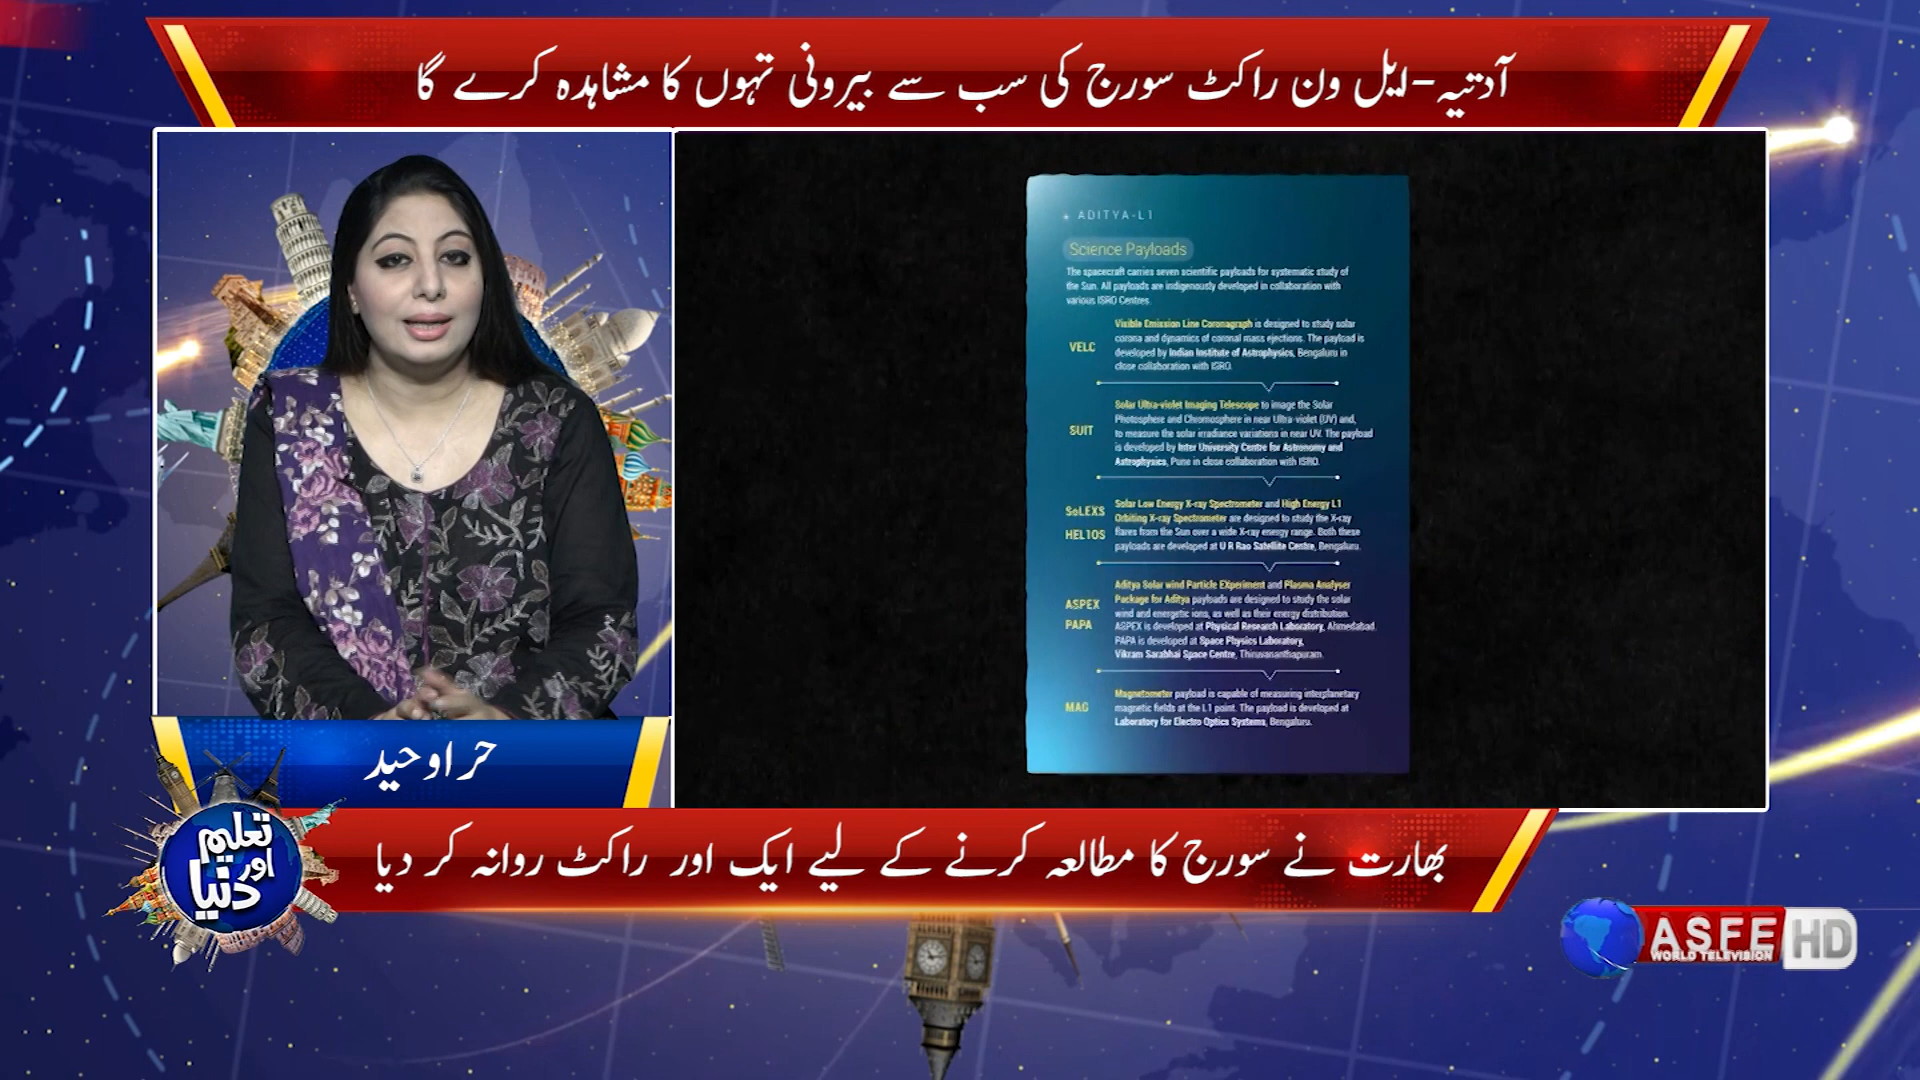 آدتیہ-ایل ون راکٹ سورج کی سب سے بیرونی تہوں کا مشاہدہ کرے گا
ADITYA-L1
Science Payloads
The spacecraft carries seven scientific payloads for systematic study of
the Sun. All payloads are indigenously developed in collaboration with
various ISRO Centres.
VELC
Visible Emission Line Coronagraph is designed to study solar
corona and dynamics of coronal mass ejections. The payload is
developed by Indian Institute of Astrophysics, Bengaluru in
close collaboration with ISRO.
SUIT
Solar Ultra-violet Imaging Telescope to image the Solar
Photosphere and Chromosphere in near Ultra-violet (UV) and,
to measure the solar irradiance variations in near UV. The payload
is developed by Inter University Centre for Astronomy and
Astrophysics, Pune in close collaboration with ISRO.
SoLEXS
HEL1OS
Solar Low Energy X-ray Spectrometer and High Energy L1
Orbiting X-ray Spectrometer are designed to study the X-ray
flares from the Sun over a wide X-ray energy range. Both these
payloads are developed at U R Rao Satellite Centre, Bengaluru.
ASPEX
PAPA
Aditya Solar wind Particle EXperiment and Plasma Analyser
Package for Aditya payloads are designed to study the solar
wind and energetic ions, as well as their energy distribution.
ASPEX is developed at Physical Research Laboratory, Ahmedabad.
PAPA is developed at Space Physics Laboratory,
Vikram Sarabhai Space Centre, Thiruvananthapuram.
MAG
Magnetometer payload is capable of measuring interplanetary
magnetic fields at the L1 point. The payload is developed at
Laboratory for Electro Optics Systems, Bengaluru.
حرا وحید
تعلیم
اور
دنیا
بھارت نے سورج کا مطالعہ کرنے کے لیے ایک اور راکٹ روانہ کر دیا
ASFE HD
WORLD TELEVISION